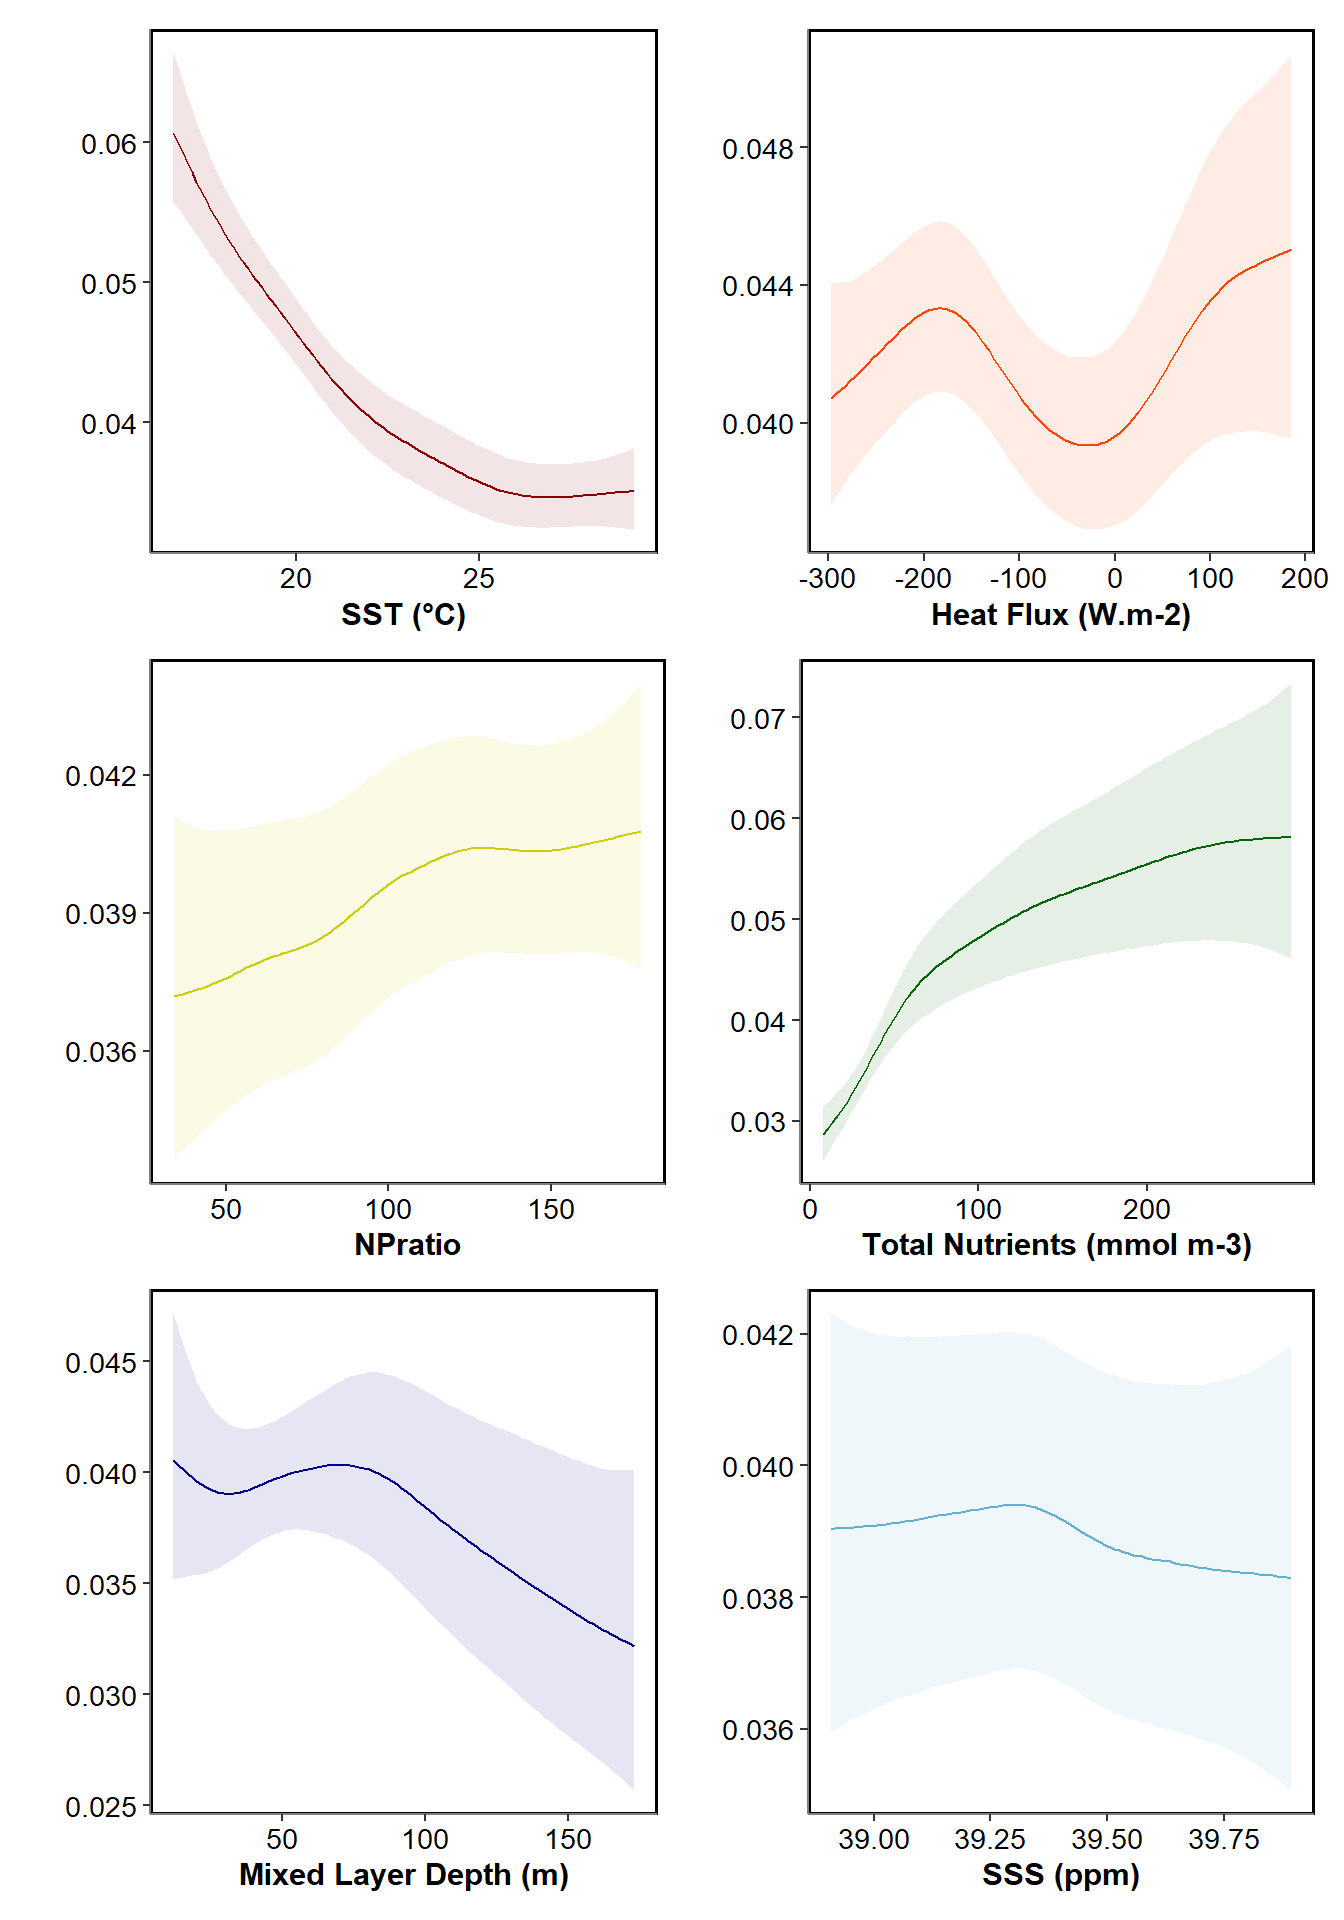 0.06
0.05
0.04
20 25
SST (°C)
0.048
0.044
0.040
-300 -200 -100 0 100 200
Heat Flux (W.m-2)
0.042
0.039
0.036
50 100 150
NPratio
0.07
0.06
0.05
0.04
0.03
0 100 200
Total Nutrients (mmol m-3)
0.045
0.040
0.035
0.030
0.025
50 100 150
Mixed Layer Depth (m)
0.042
0.040
0.038
0.036
39.00 39.25 39.50 39.75
SSS (ppm)